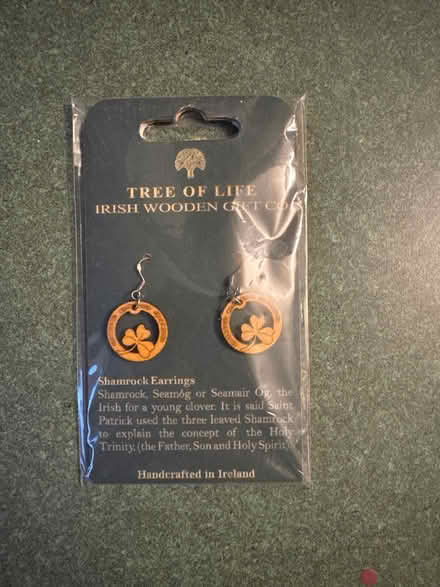 TREE OF LIFE
IRISH WOODEN GIFT CO
Shamrock Earrings
Shamrock, Seamóg or Seamair Óg, the
Irish for a young clover. It is said Saint
Patrick used the three leaved Shamrock
to explain the concept of the Holy
Trinity, (the Father, Son and Holy Spirit).
Handcrafted in Ireland